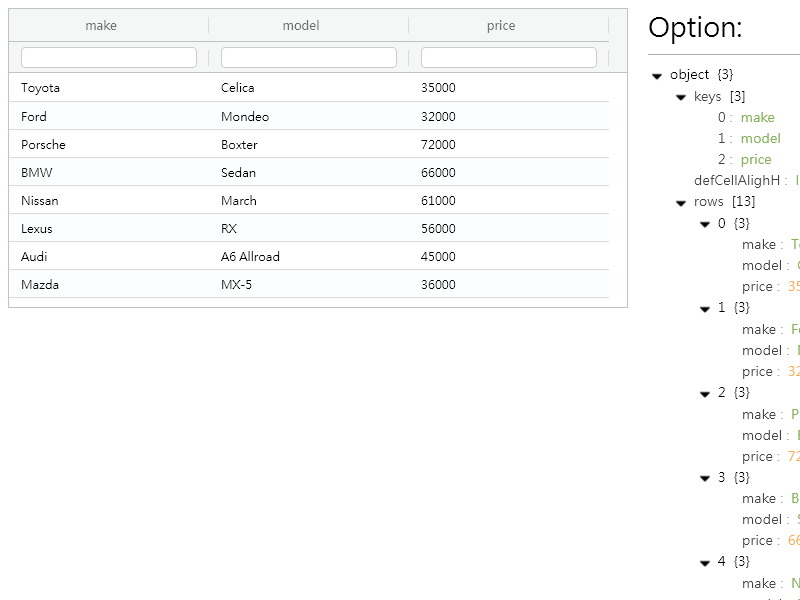 make model price
Toyota Celica 35000
Ford Mondeo 32000
Porsche Boxter 72000
BMW Sedan 66000
Nissan March 61000
Lexus RX 56000
Audi A6 Allroad 45000
Mazda MX-5 36000
Option:
object {3}
keys [3]
0 : make
1 : model
2 : price
defCellAlighH :
rows [13]
0 {3}
make :
model :
price : 35
1 {3}
make :
model :
price : 32
2 {3}
make :
model :
price : 72
3 {3}
make :
model :
price : 66
4 {3}
make :